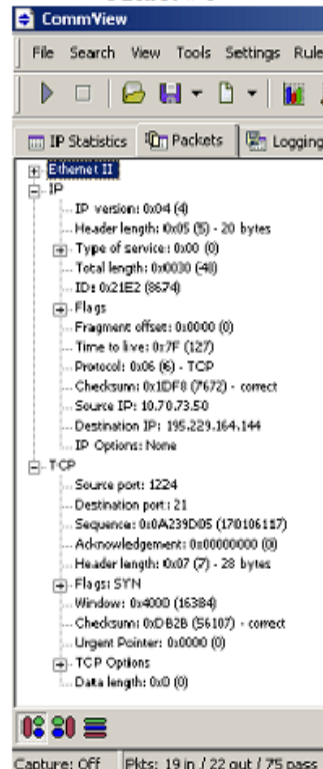 CommView
File Search View Tools Settings Rule
IP Statistics Packets Logging
Ethernet II
IP
IP version: 0x04 (4)
Header length: 0x05 (5) - 20 bytes
Type of service: 0x00 (0)
Total length: 0x0030 (48)
ID: 0x21E2 (8674)
Flags
Fragment offset: 0x0000 (0)
Time to live: 0x7F (127)
Protocol: 0x06 (6) - TCP
Checksum: 0x1DF8 (7672) - correct
Source IP: 10.70.73.50
Destination IP: 195.229.164.144
IP Options: None
TCP
Source port: 1224
Destination port: 21
Sequence: 0x0A239D05 (170106117)
Acknowledgement: 0x00000000 (0)
Header length: 0x07 (7) - 28 bytes
Flags: SYN
Window: 0x4000 (16384)
Checksum: 0xDB2B (56107) - correct
Urgent Pointer: 0x0000 (0)
TCP Options
Data length: 0x0 (0)
Capture: Off Pkts: 19 in / 22 out / 75 pass